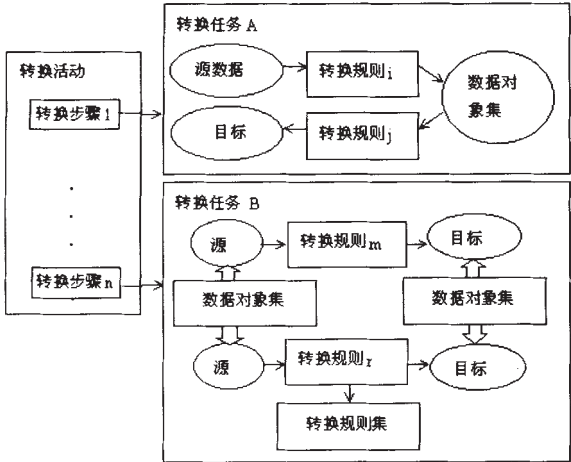 转换任务 A
转换活动
源数据
转换规则i
数据对
象集
转换步骤1
目标
转换规则j
转换任务 B
源
转换规则m
目标
转换步骤n
数据对象集
数据对象集
源
转换规则r
目标
转换规则集